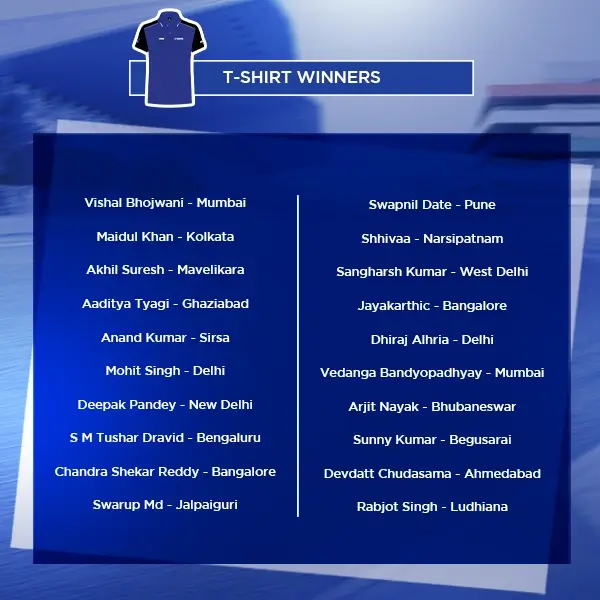 T-SHIRT WINNERS
Vishal Bhojwani - Mumbai
Maidul Khan - Kolkata
Akhil Suresh - Mavelikara
Aaditya Tyagi - Ghaziabad
Anand Kumar - Sirsa
Mohit Singh - Delhi
Deepak Pandey - New Delhi
S M Tushar Dravid - Bengaluru
Chandra Shekar Reddy - Bangalore
Swarup Md - Jalpaiguri
Swapnil Date - Pune
Shhivaa - Narsipatnam
Sangharsh Kumar - West Delhi
Jayakarthic - Bangalore
Dhiraj Alhria - Delhi
Vedanga Bandyopadhyay - Mumbai
Arjit Nayak - Bhubaneswar
Sunny Kumar - Begusarai
Devdatt Chudasama - Ahmedabad
Rabjot Singh - Ludhiana